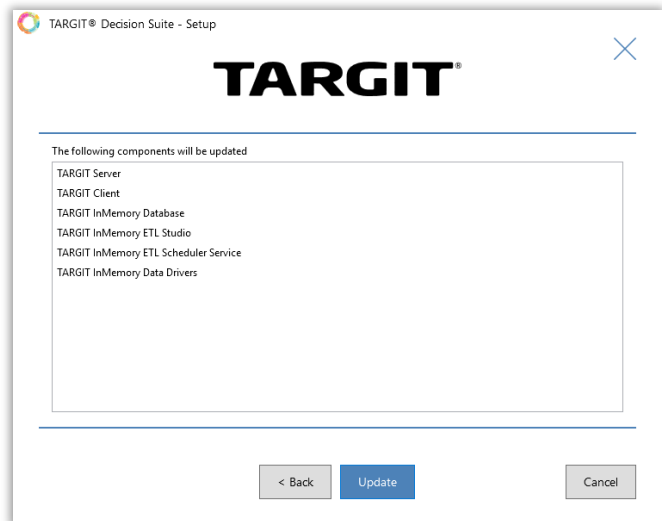 TARGIT® Decision Suite - Setup
TARGIT®
The following components will be updated
TARGIT Server
TARGIT Client
TARGIT InMemory Database
TARGIT InMemory ETL Studio
TARGIT InMemory ETL Scheduler Service
TARGIT InMemory Data Drivers
< Back Update Cancel